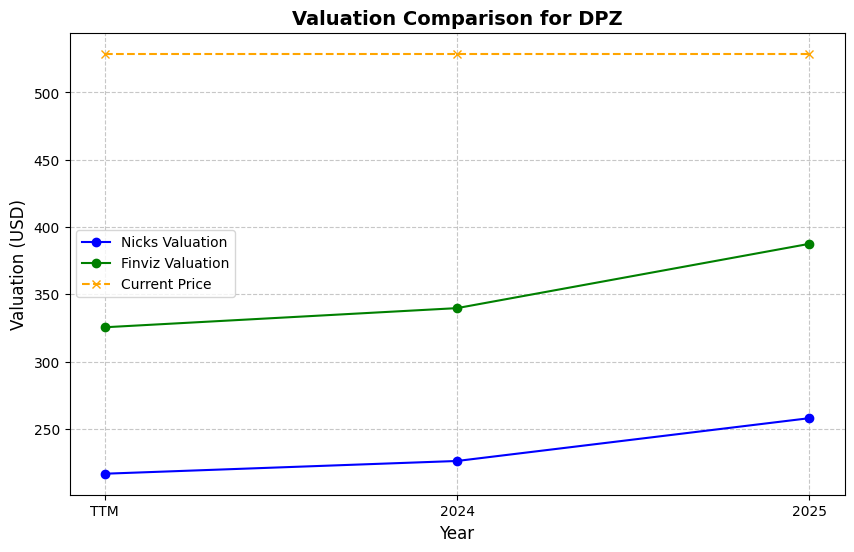 Valuation Comparison for DPZ
Valuation (USD)
500
450
400
350
300
250
Nicks Valuation
Finviz Valuation
Current Price
TTM
2024
2025
Year